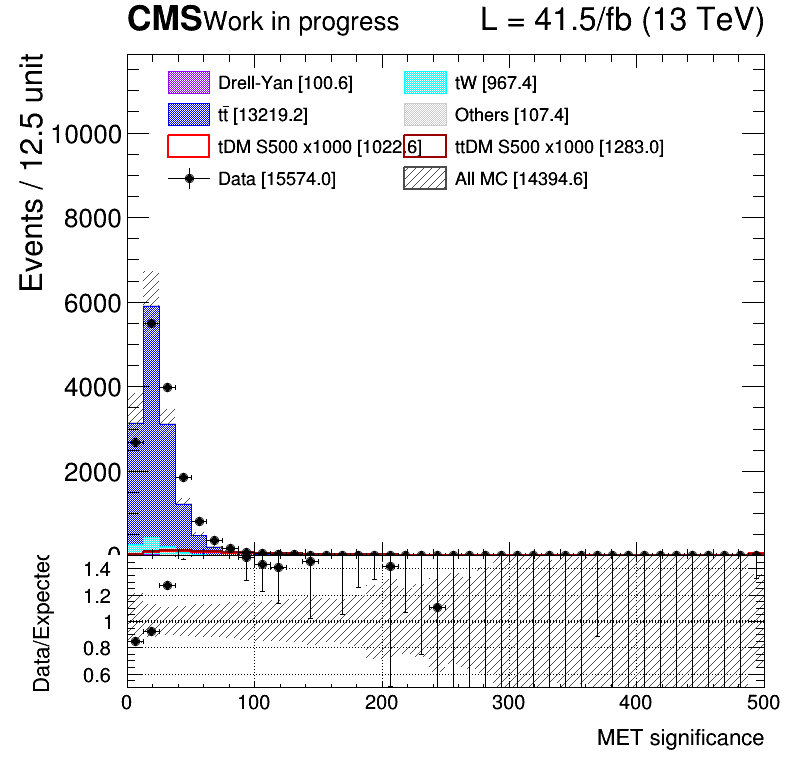 CMS Work in progress L = 41.5/fb (13 TeV)
Events / 12.5 unit
Drell-Yan [100.6] tW [967.4]
tt̄ [13219.2] Others [107.4]
tDM S500 x1000 [1022.6] ttDM S500 x1000 [1283.0]
Data [15574.0] All MC [14394.6]
10000
8000
6000
4000
2000
0
Data/Expected
1.4
1.2
1
0.8
0.6
0 100 200 300 400 500
MET significance